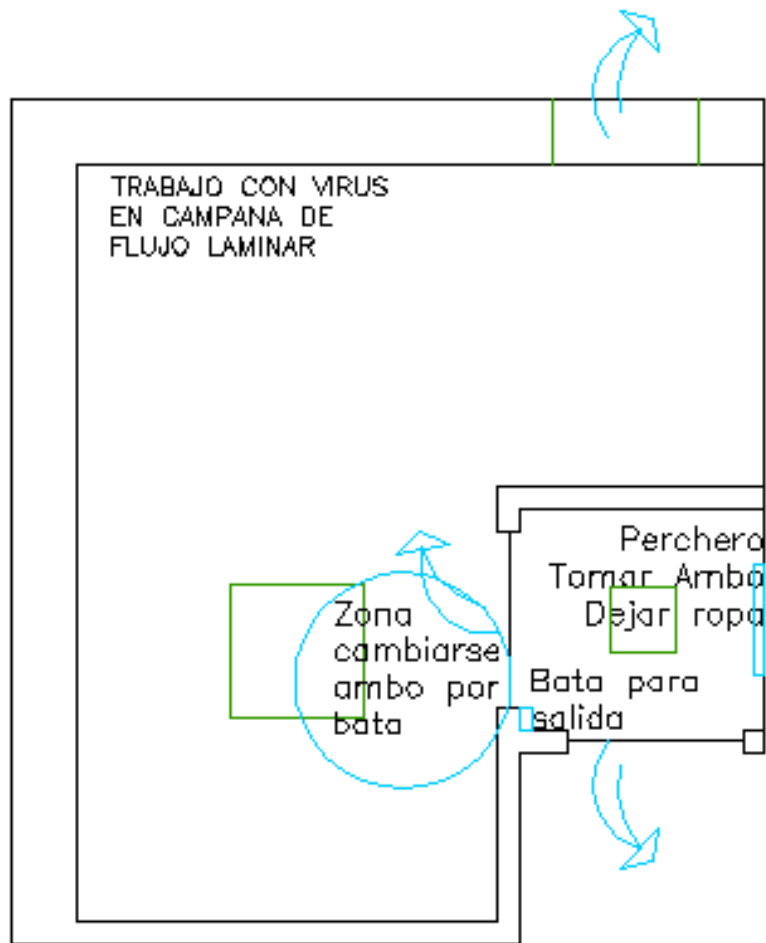 TRABAJO CON VIRUS
EN CAMPANA DE
FLUJO LAMINAR
Perchero
Tomar Ambo
Dejar ropa
Zona
cambiarse
ambo por
bata
Bata para
salida